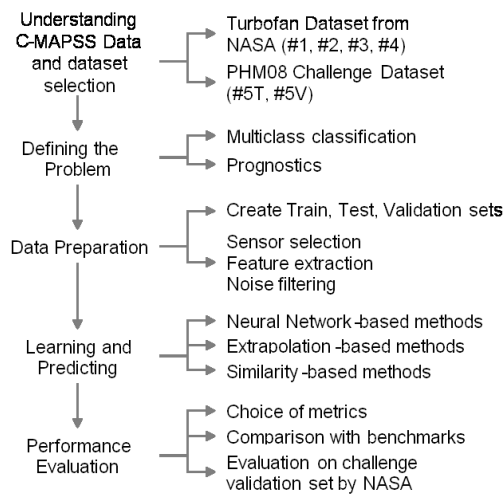 Understanding
C-MAPSS Data
and dataset
selection
Turbofan Dataset from
NASA (#1, #2, #3, #4)
PHM08 Challenge Dataset
(#5T, #5V)
Defining the
Problem
Multiclass classification
Prognostics
Data Preparation
Create Train, Test, Validation sets
Sensor selection
Feature extraction
Noise filtering
Learning and
Predicting
Neural Network-based methods
Extrapolation-based methods
Similarity-based methods
Performance
Evaluation
Choice of metrics
Comparison with benchmarks
Evaluation on challenge
validation set by NASA